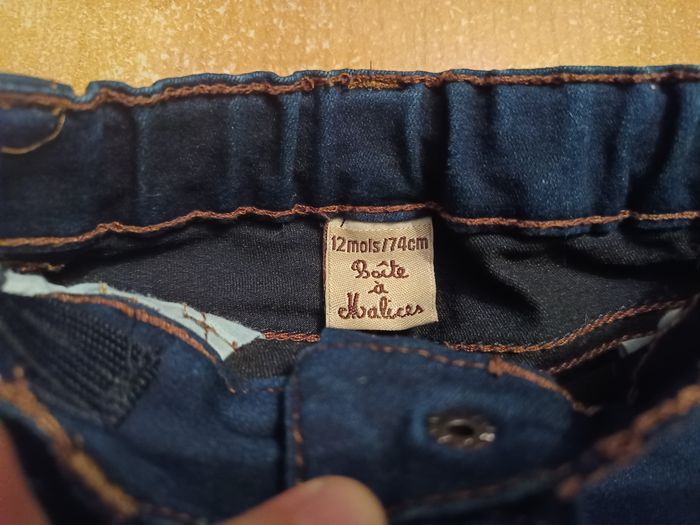 12mois/74cm
Boîte
à
Malices